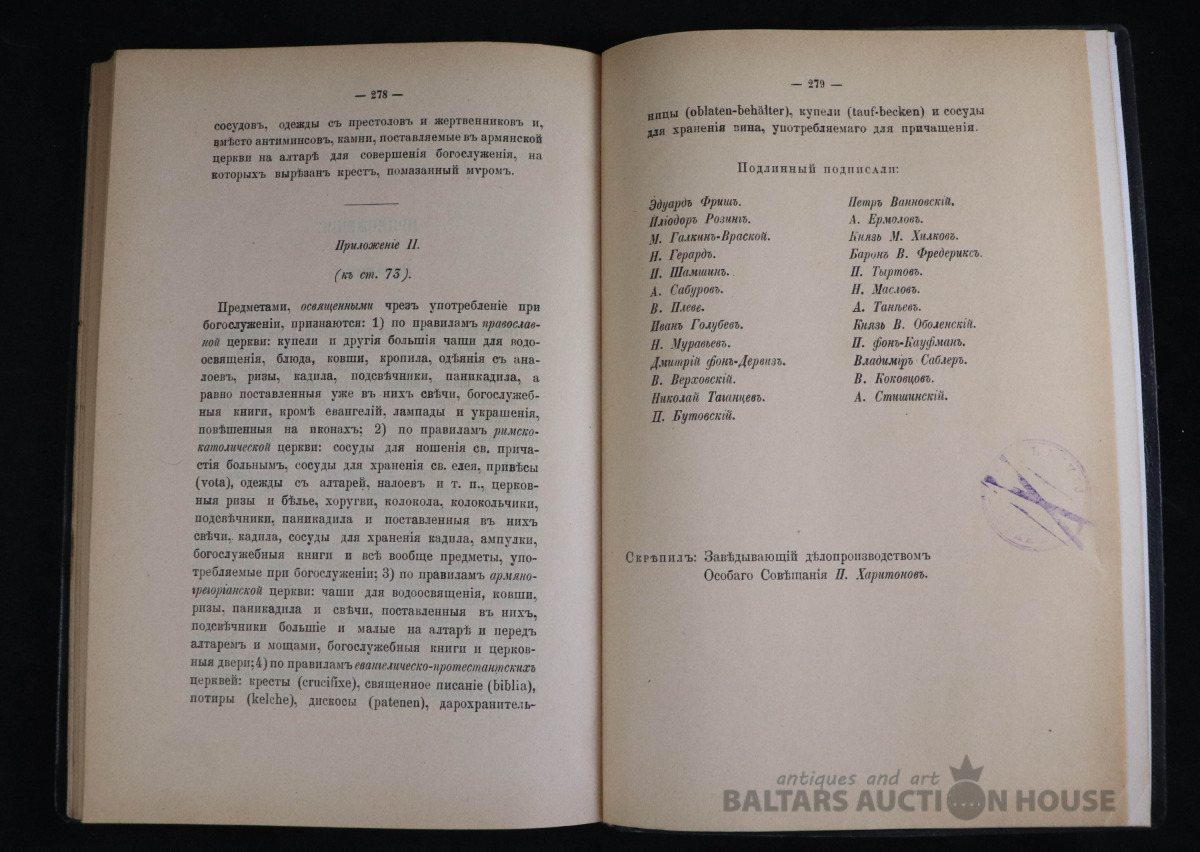 — 278 —
сосудовъ, одежды съ престоловъ и жертвенниковъ и,
вмѣсто антиминсовъ, камни, поставляемые въ армянской
церкви на алтарѣ для совершенія богослуженія, на
которыхъ вырѣзанъ крестъ, помазанный мѵромъ.
Приложеніе II.
(къ ст. 73).
Предметами, освященными чрезъ употребленіе при
богослуженіи, признаются: 1) по правиламъ православ-
ной церкви: купели и другія большія чаши для водо-
освященія, блюда, ковши, кропила, одѣянія съ ана-
лоевъ, ризы, кадила, подсвѣчники, паникадила, а
равно поставленныя уже въ нихъ свѣчи, богослужеб-
ныя книги, кромѣ евангелій, лампады и украшенія,
повѣшенныя на иконахъ; 2) по правиламъ римско-
католической церкви: сосуды для ношенія св. прича-
стія больнымъ, сосуды для храненія св. елея, привѣсы
(vota), одежды съ алтарей, налоевъ и т. п., церков-
ныя ризы и бѣлье, хоругви, колокола, колокольчики,
подсвѣчники, паникадила и поставленныя въ нихъ
свѣчи, кадила, сосуды для храненія кадила, ампулки,
богослужебныя книги и всѣ вообще предметы, упо-
требляемые при богослуженіи; 3) по правиламъ армяно-
грегоріанской церкви: чаши для водоосвященія, ковши,
ризы, паникадила и свѣчи, поставленныя въ нихъ,
подсвѣчники большіе и малые на алтарѣ и передъ
алтаремъ и мощами, богослужебныя книги и церков-
ныя двери; 4) по правиламъ евангелическо-протестантскихъ
церквей: кресты (crucifixe), священное писаніе (biblia),
потиры (kelche), дискосы (patenen), дарохранитель-
— 279 —
ницы (oblaten-behälter), купели (tauf-becken) и сосуды
для храненія вина, употребляемаго для причащенія.
Подлинный подписали:
Эдуардъ Фришъ.
Иліодоръ Розингъ.
М. Галкинъ-Враской.
Н. Герардъ.
И. Шамшинъ.
А. Сабуровъ.
В. Плеве.
Иванъ Голубевъ.
Н. Муравьевъ.
Дмитрій фонъ-Дервизъ.
В. Верховскій.
Николай Таганцевъ.
П. Бутовскій.
Петръ Ванновскій.
А. Ермоловъ.
Князь М. Хилковъ.
Баронъ В. Фредериксъ.
П. Тыртовъ.
Н. Масловъ.
А. Танѣевъ.
Князь В. Оболенскій.
П. фонъ-Кауфманъ.
Владиміръ Саблеръ.
В. Коковцовъ.
А. Стишинскій.
Скрѣпилъ: Завѣдывающій дѣлопроизводствомъ
Особаго Совѣщанія П. Харитоновъ.
antiques and art
BALTARS AUCTION HOUSE